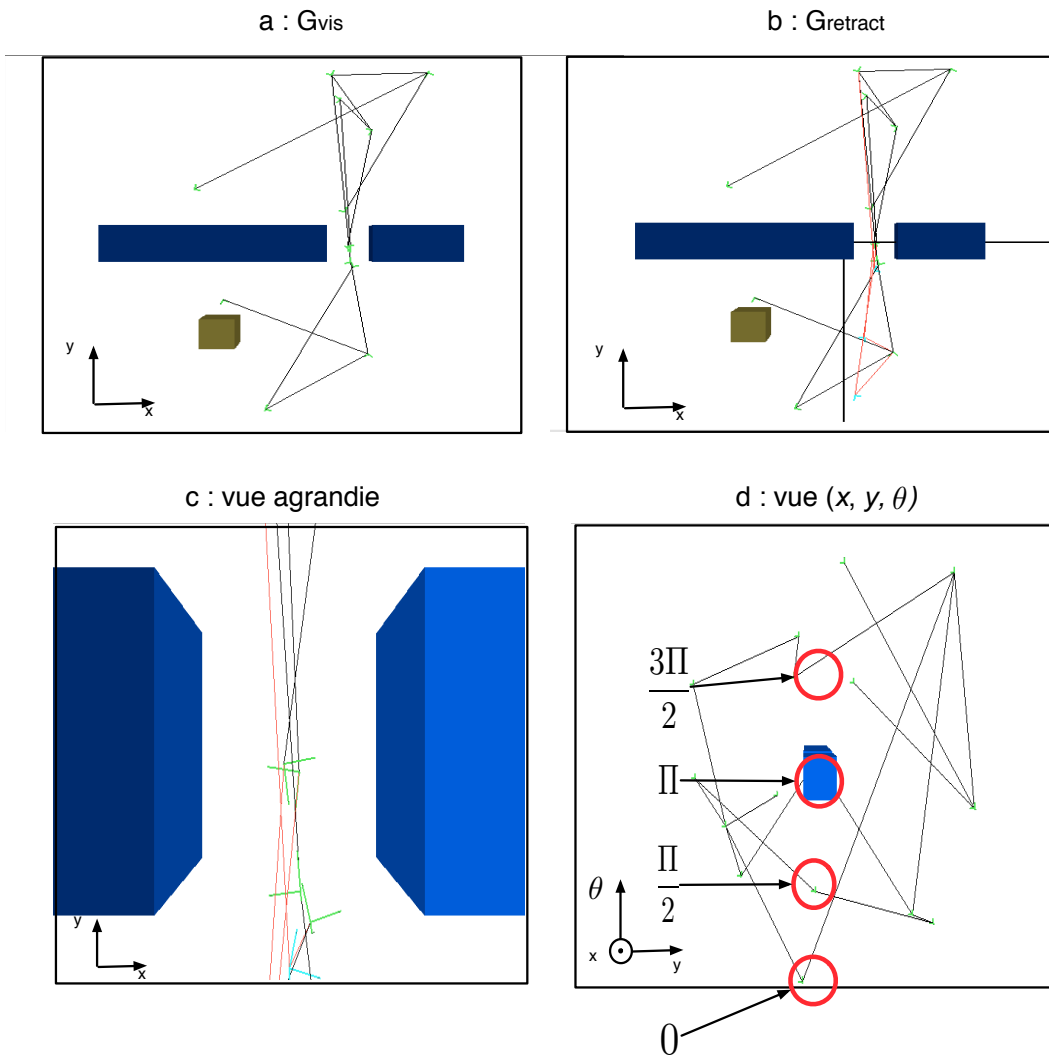 a : Gvis
b : Gretract
y
x
y
x
c : vue agrandie
d : vue (x, y, θ)
y
x
3Π
2
Π
Π
2
θ
x
y
0